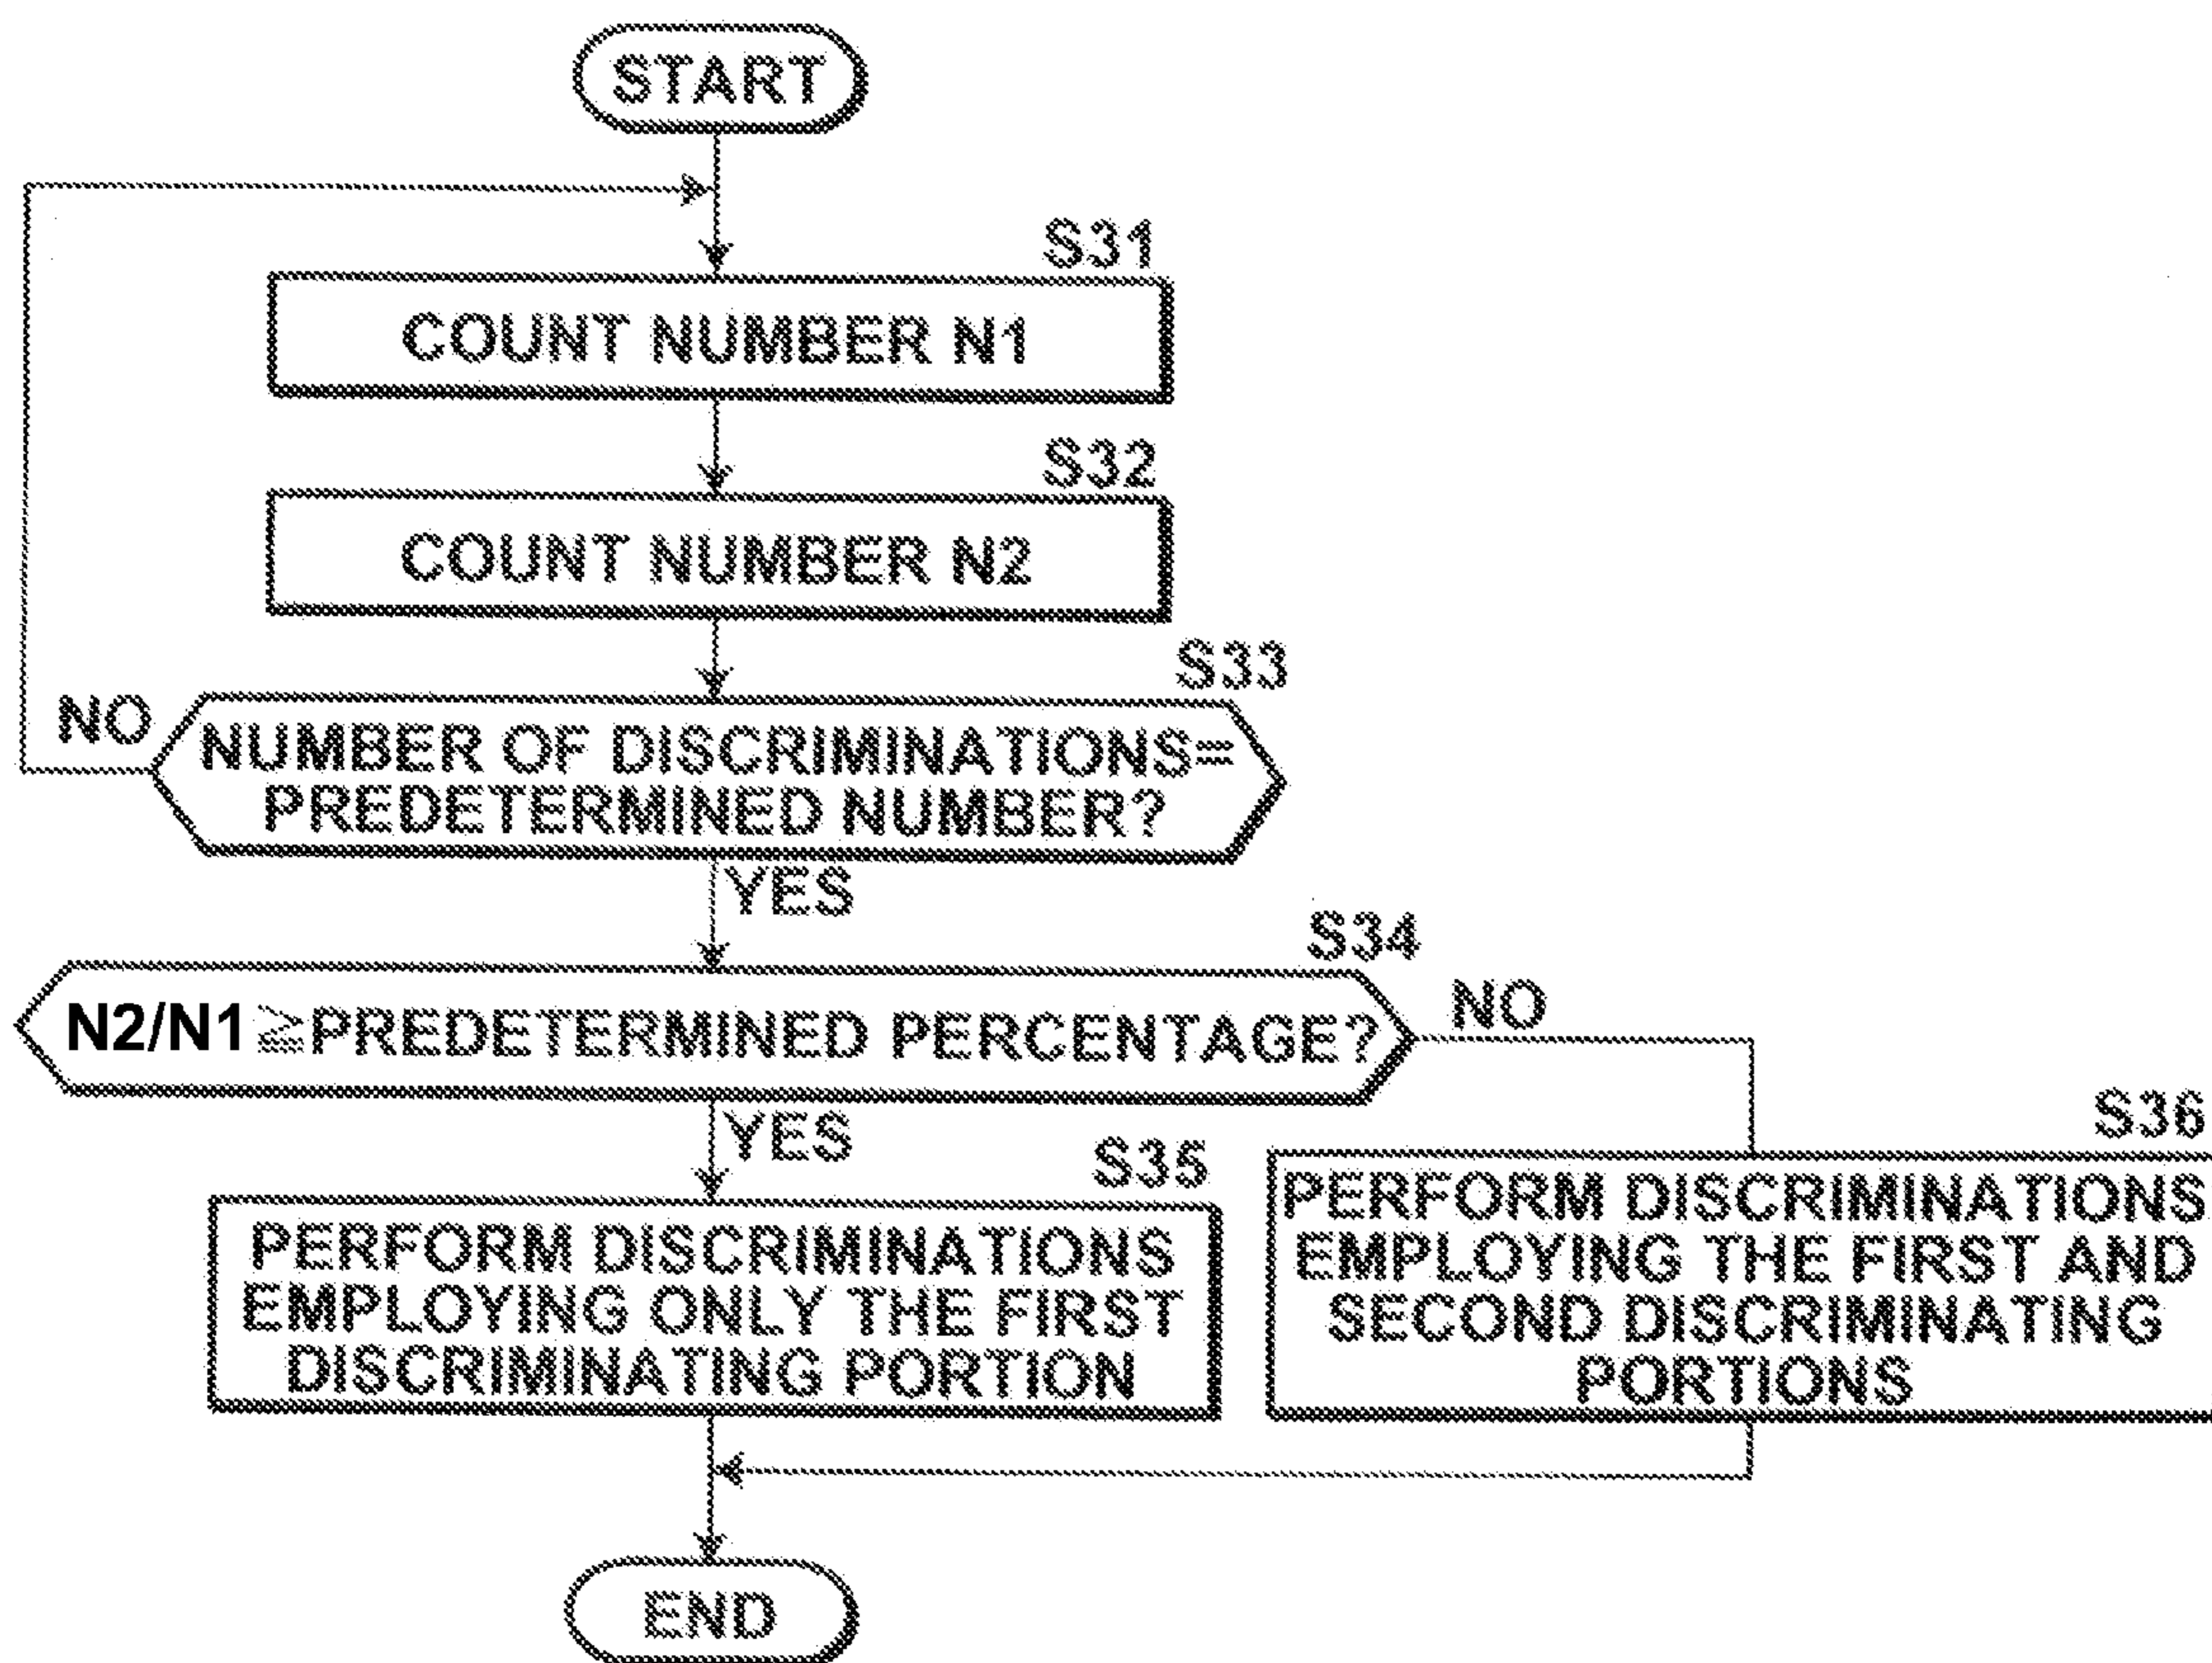 START
S31
COUNT NUMBER N1
S32
COUNT NUMBER N2
S33
NO
NUMBER OF DISCRIMINATIONS=
PREDETERMINED NUMBER?
YES
S34
N2/N1≧PREDETERMINED PERCENTAGE?
NO
YES
S35
PERFORM DISCRIMINATIONS
EMPLOYING ONLY THE FIRST
DISCRIMINATING PORTION
S36
PERFORM DISCRIMINATIONS
EMPLOYING THE FIRST AND
SECOND DISCRIMINATING
PORTIONS
END